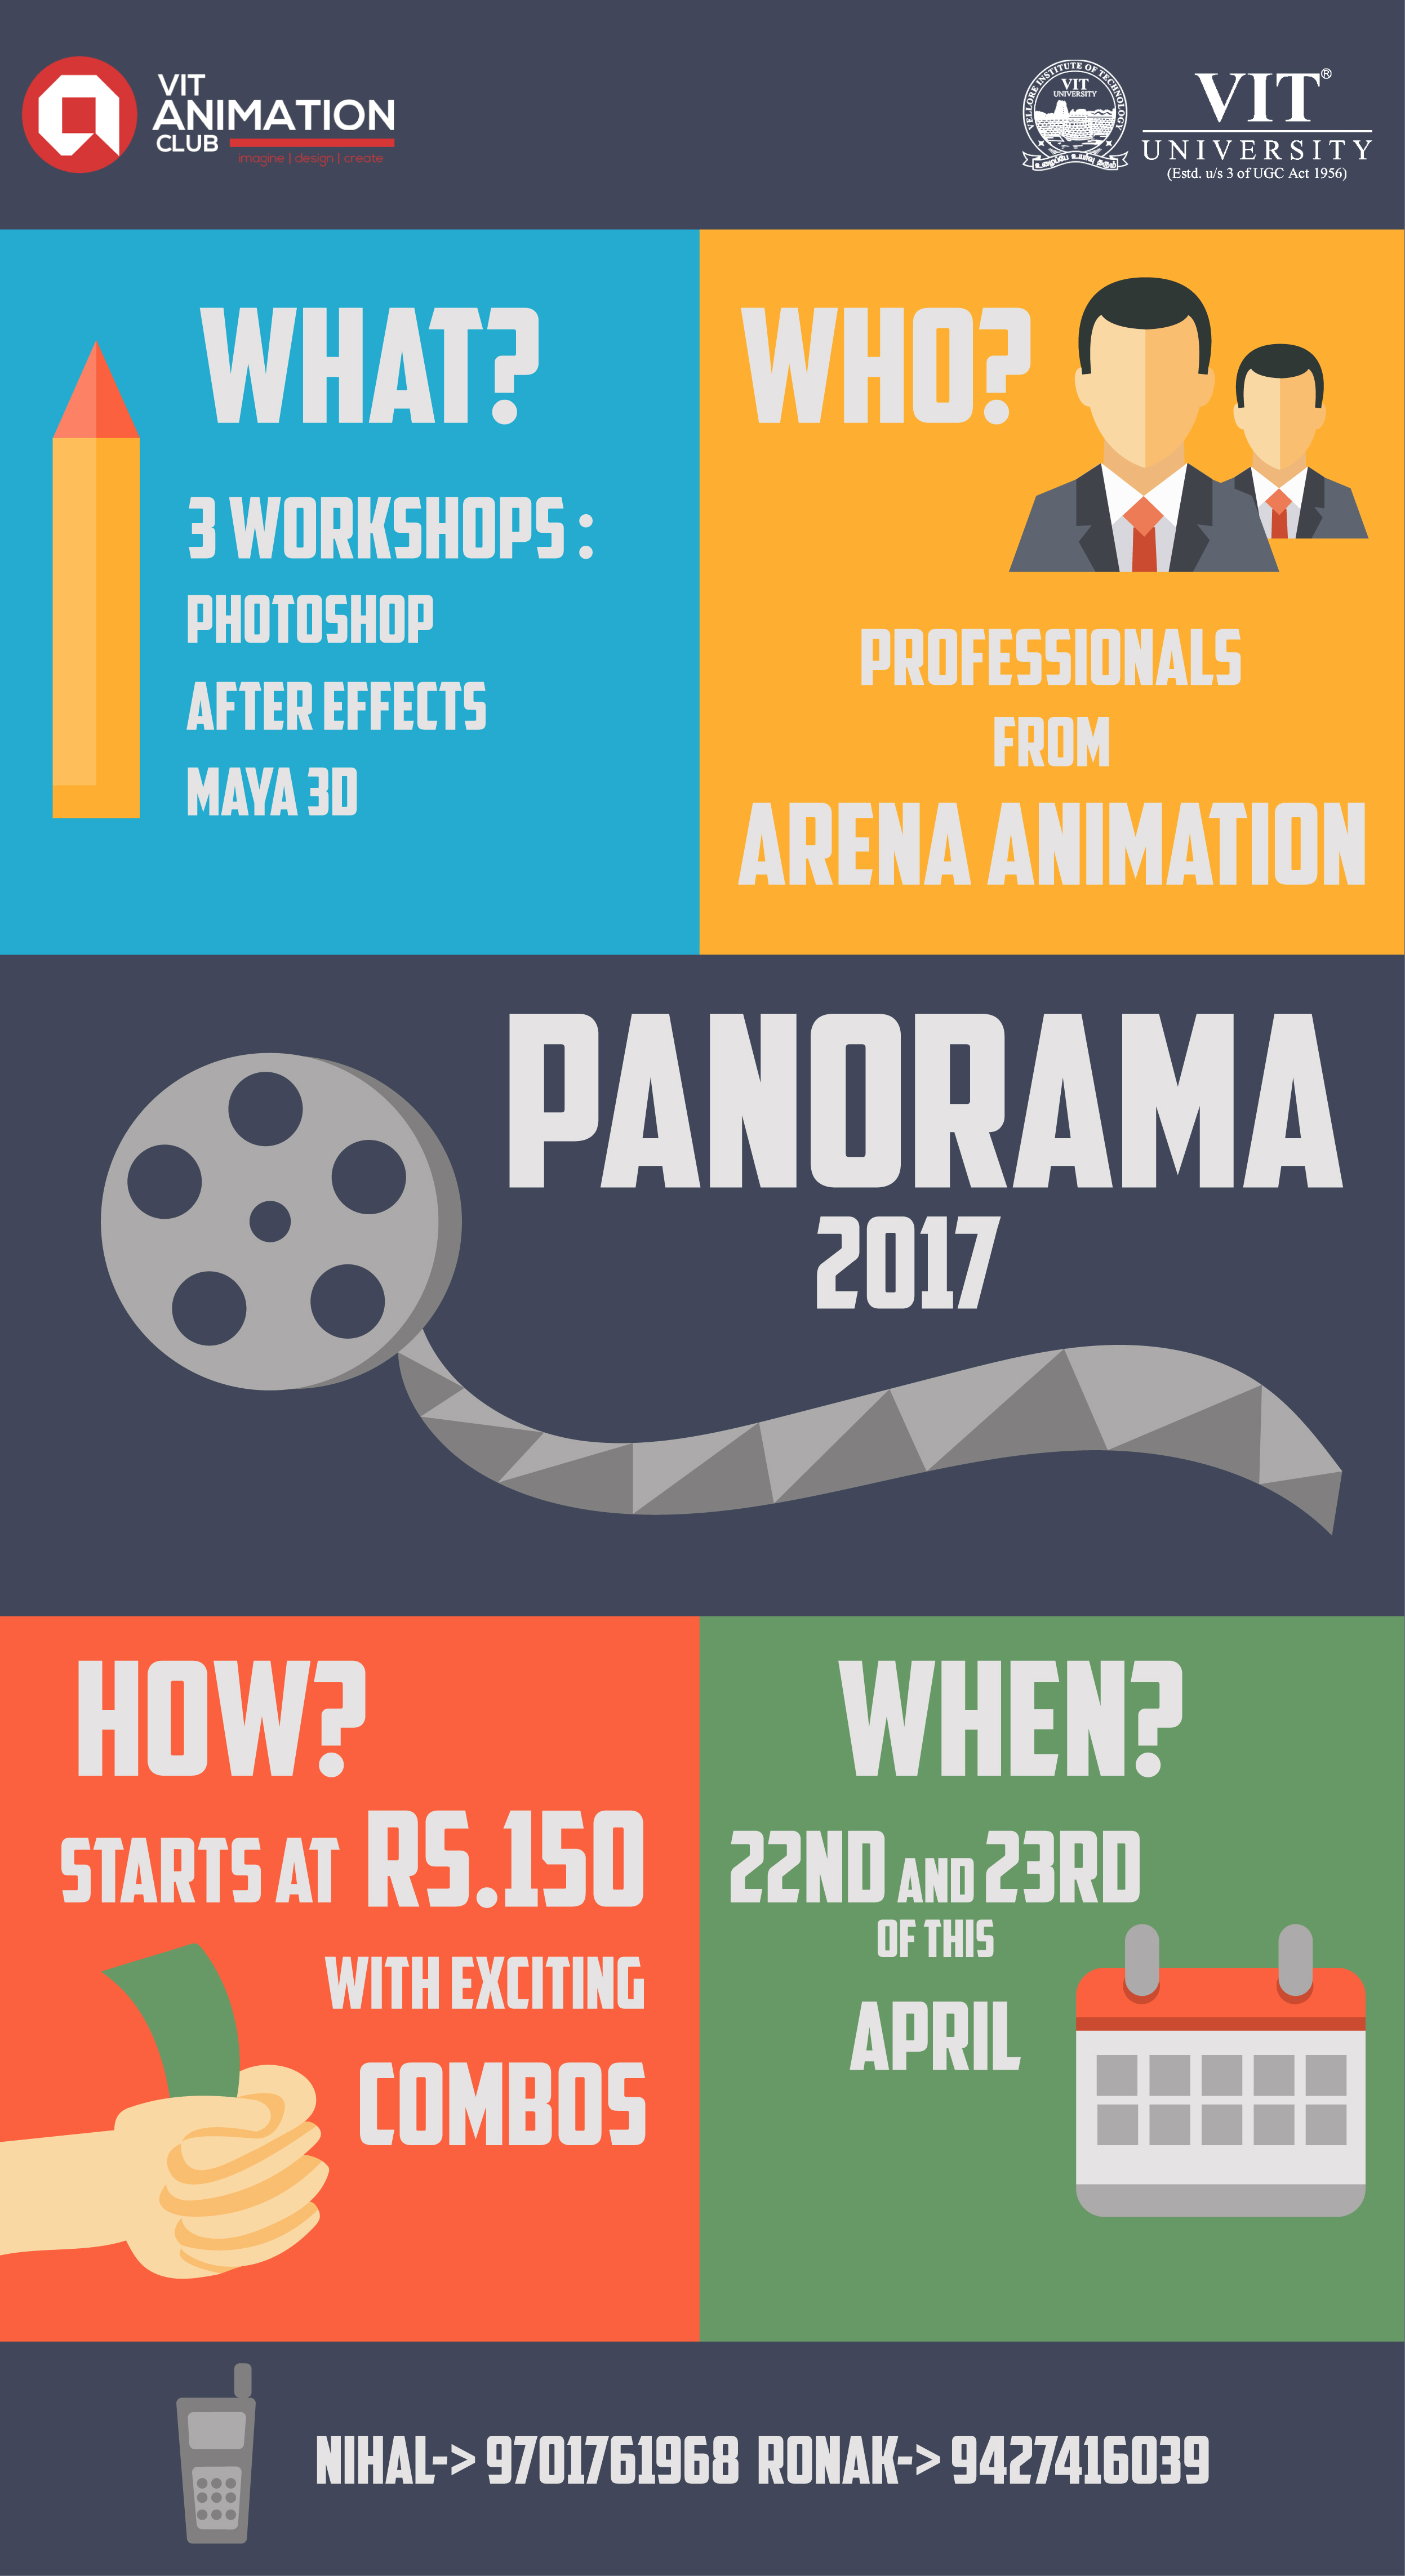 VIT
ANIMATION
CLUB
imagine | design | create
VELLORE INSTITUTE OF TECHNOLOGY
VIT
UNIVERSITY
VIT®
UNIVERSITY
(Estd. u/s 3 of UGC Act 1956)
WHAT?
3 WORKSHOPS :
PHOTOSHOP
AFTER EFFECTS
MAYA 3D
WHO?
PROFESSIONALS
FROM
ARENA ANIMATION
PANORAMA
2017
HOW?
STARTS AT RS.150
WITH EXCITING
COMBOS
WHEN?
22ND AND 23RD
OF THIS
APRIL
NIHAL-> 9701761968 RONAK-> 9427416039